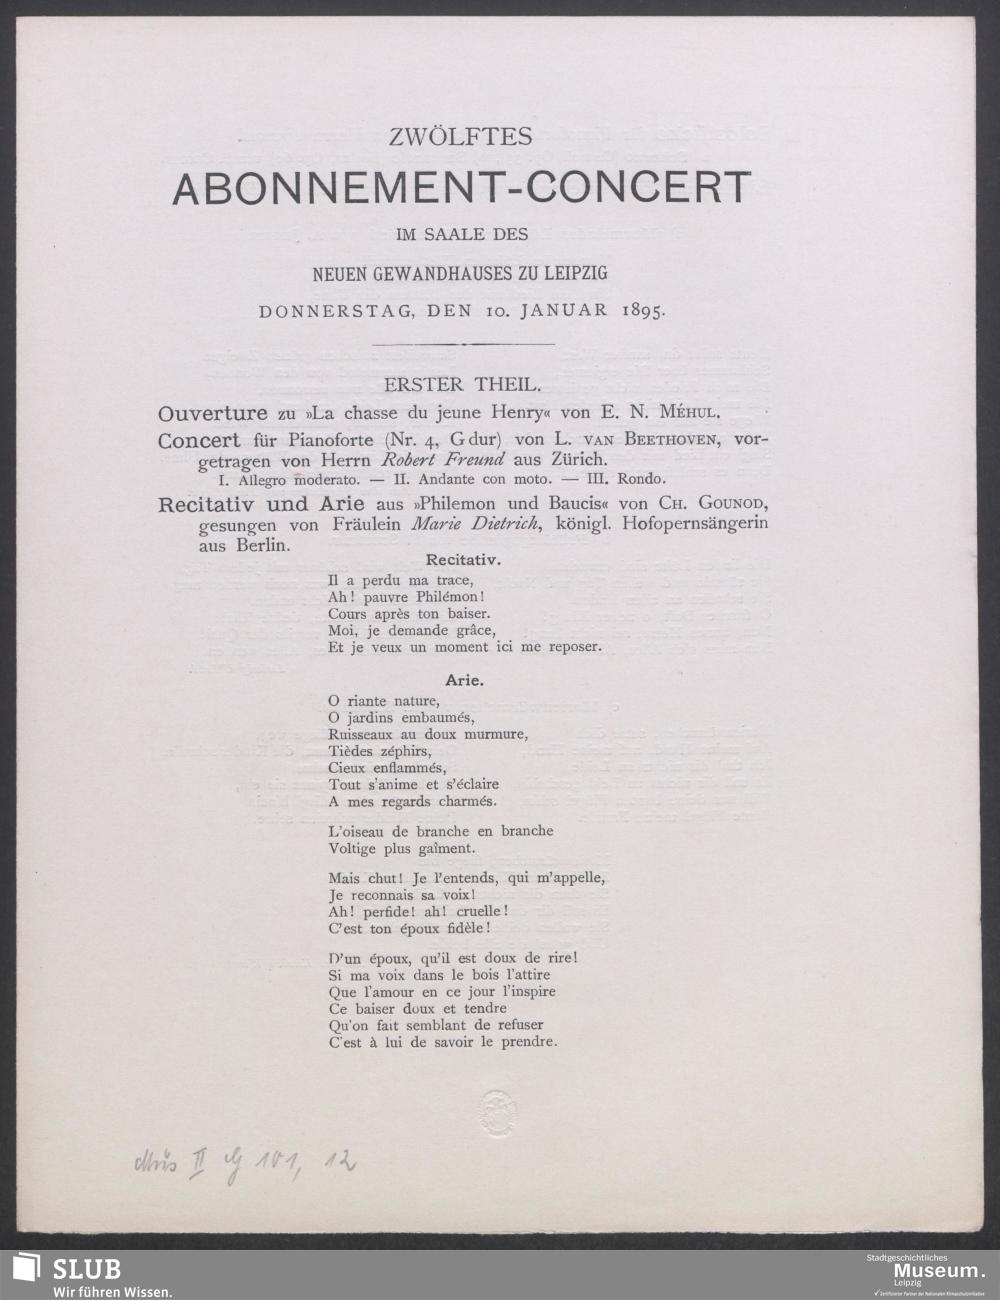 ZWÖLFTES
ABONNEMENT-CONCERT
IM SAALE DES
NEUEN GEWANDHAUSES ZU LEIPZIG
DONNERSTAG, DEN 10. JANUAR 1895.
ERSTER THEIL.
Ouverture zu »La chasse du jeune Henry« von E. N. MÉHUL.
Concert für Pianoforte (Nr. 4, G dur) von L. VAN BEETHOVEN, vor-
getragen von Herrn Robert Freund aus Zürich.
I. Allegro moderato. — II. Andante con moto. — III. Rondo.
Recitativ und Arie aus »Philemon und Baucis« von CH. GOUNOD,
gesungen von Fräulein Marie Dietrich, königl. Hofopernsängerin
aus Berlin.
Recitativ.
Il a perdu ma trace,
Ah! pauvre Philémon!
Cours après ton baiser.
Moi, je demande grâce,
Et je veux un moment ici me reposer.
Arie.
O riante nature,
O jardins embaumés,
Ruisseaux au doux murmure,
Tièdes zéphirs,
Cieux enflammés,
Tout s'anime et s'éclaire
A mes regards charmés.
L'oiseau de branche en branche
Voltige plus gaîment.
Mais chut! Je l'entends, qui m'appelle,
Je reconnais sa voix!
Ah! perfide! ah! cruelle!
C'est ton époux fidèle!
D'un époux, qu'il est doux de rire!
Si ma voix dans le bois l'attire
Que l'amour en ce jour l'inspire
Ce baiser doux et tendre
Qu'on fait semblant de refuser
C'est à lui de savoir le prendre.
Mus II G 101, 12
SLUB
Wir führen Wissen.
Stadtgeschichtliches
Museum.
Leipzig
Zertifizierter Partner der Nationalen Klimaschutzinitiative